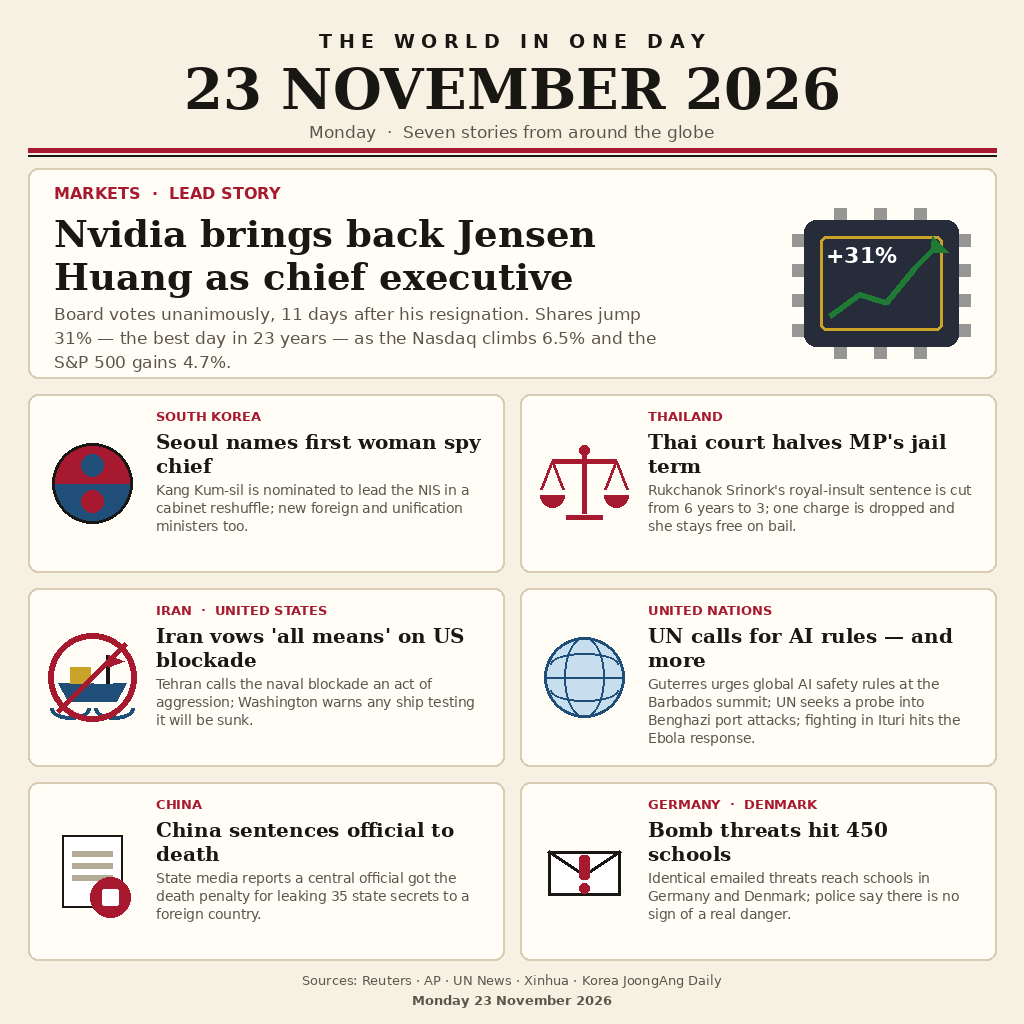 THE WORLD IN ONE DAY
23 NOVEMBER 2026
Monday · Seven stories from around the globe
MARKETS · LEAD STORY
Nvidia brings back Jensen
Huang as chief executive
Board votes unanimously, 11 days after his resignation. Shares jump
31% — the best day in 23 years — as the Nasdaq climbs 6.5% and the
S&P 500 gains 4.7%.
+31%
SOUTH KOREA
Seoul names first woman spy
chief
Kang Kum-sil is nominated to lead the NIS in a
cabinet reshuffle; new foreign and unification
ministers too.
THAILAND
Thai court halves MP's jail
term
Rukchanok Srinork's royal-insult sentence is cut
from 6 years to 3; one charge is dropped and
she stays free on bail.
IRAN · UNITED STATES
Iran vows 'all means' on US
blockade
Tehran calls the naval blockade an act of
aggression; Washington warns any ship testing
it will be sunk.
UNITED NATIONS
UN calls for AI rules — and
more
Guterres urges global AI safety rules at the
Barbados summit; UN seeks a probe into
Benghazi port attacks; fighting in Ituri hits the
Ebola response.
CHINA
China sentences official to
death
State media reports a central official got the
death penalty for leaking 35 state secrets to a
foreign country.
GERMANY · DENMARK
Bomb threats hit 450
schools
Identical emailed threats reach schools in
Germany and Denmark; police say there is no
sign of a real danger.
Sources: Reuters · AP · UN News · Xinhua · Korea JoongAng Daily
Monday 23 November 2026